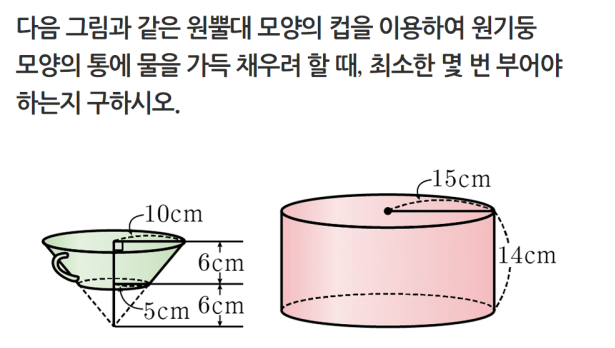 다음 그림과 같은 원뿔대 모양의 컵을 이용하여 원기둥
모양의 통에 물을 가득 채우려 할 때, 최소한 몇 번 부어야
하는지 구하시오.
15cm
10cm
6cm
14cm
5cm
6cm